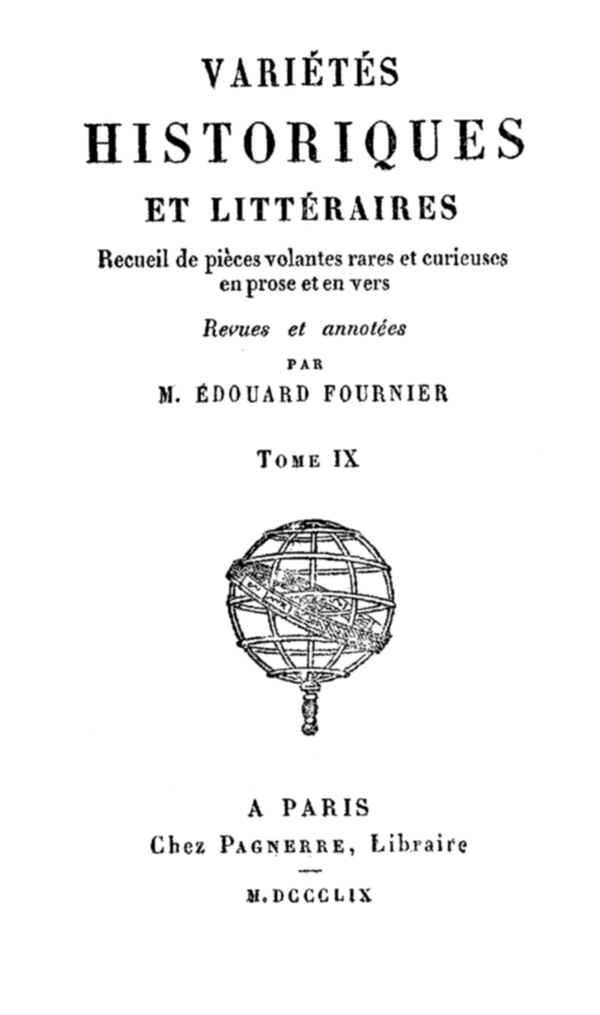 VARIÉTÉS
HISTORIQUES
ET LITTÉRAIRES
Recueil de pièces volantes rares et curieuses
en prose et en vers
Revues et annotées
PAR
M. ÉDOUARD FOURNIER
TOME IX
A PARIS
Chez PAGNERRE, Libraire
M.DCCCLIX